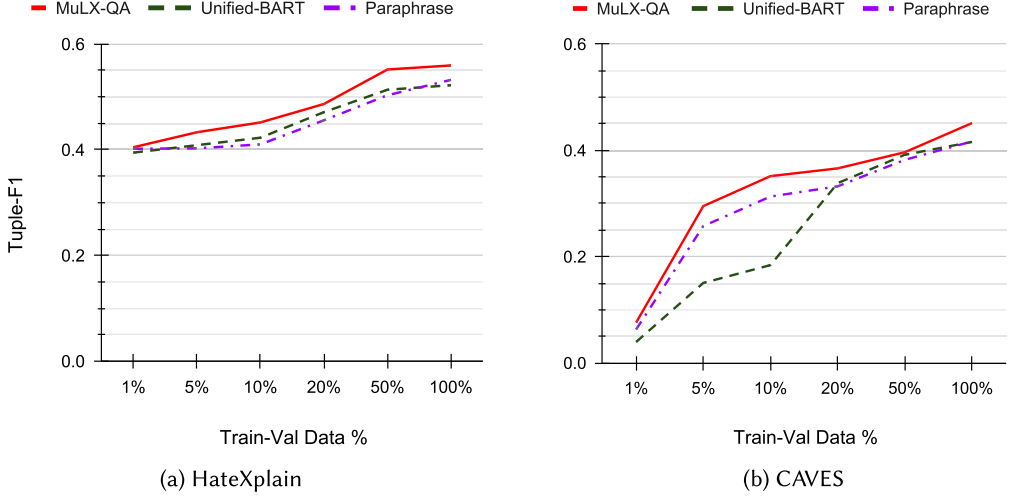 MuLX-QA Unified-BART Paraphrase
0.6
0.4
0.2
0.0
Tuple-F1
1% 5% 10% 20% 50% 100%
Train-Val Data %
(a) HateXplain
MuLX-QA Unified-BART Paraphrase
0.6
0.4
0.2
0.0
1% 5% 10% 20% 50% 100%
Train-Val Data %
(b) CAVES